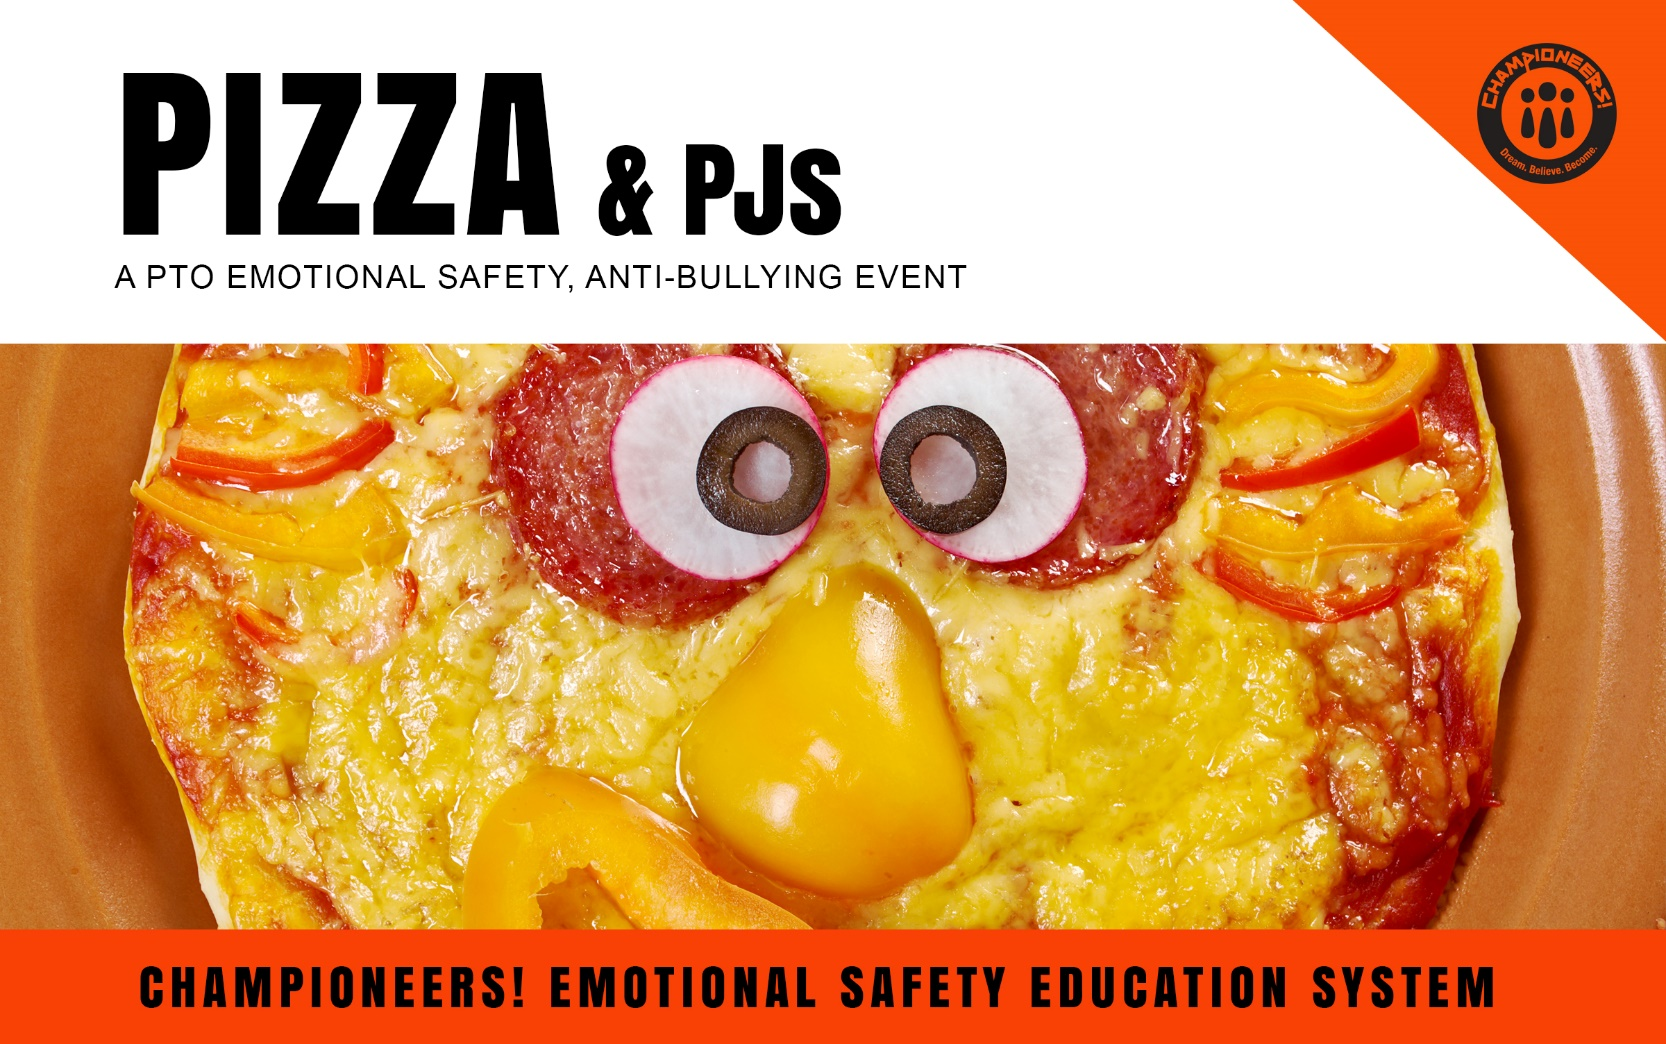 PIZZA & PJS
A PTO EMOTIONAL SAFETY, ANTI-BULLYING EVENT
CHAMPIONEERS!
Dream. Believe. Become.
CHAMPIONEERS! EMOTIONAL SAFETY EDUCATION SYSTEM